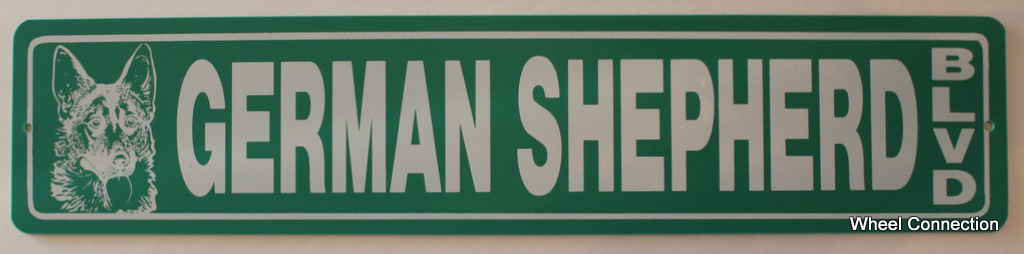 GERMAN SHEPHERD BLVD
Wheel Connection